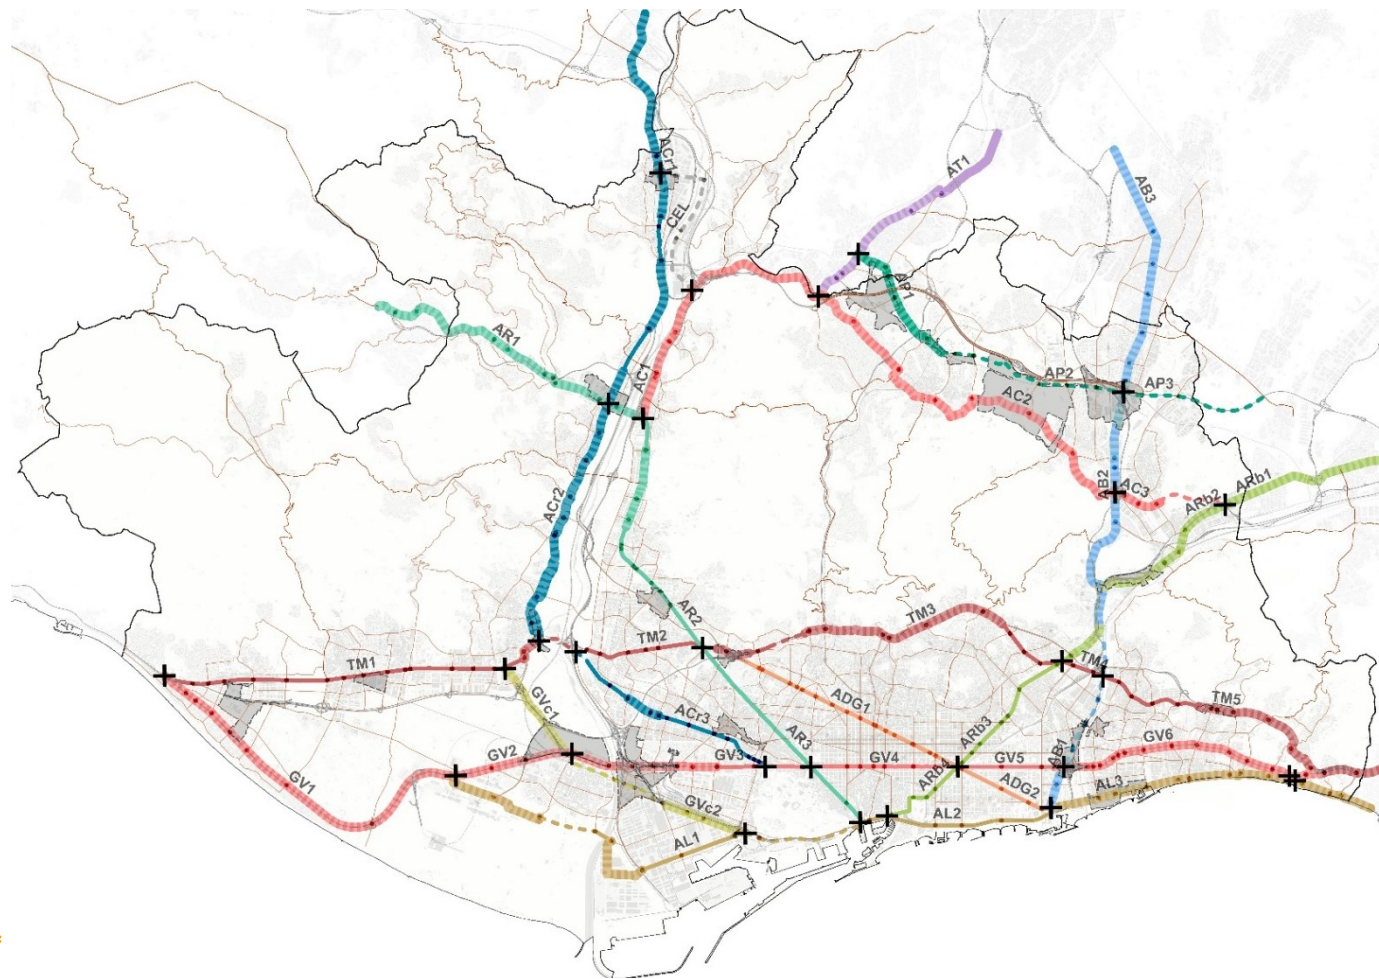 ACr1
CEL
AT1
AB3
AP1
AR1
AC1
AP2
AP3
AC2
AB2
AC3
ARb2
ARb1
ACr2
AR2
TM3
TM2
TM1
TM4
TM5
GVc1
ADG1
ACr3
AR3
ARb3
GV1
GV2
GV3
GV4
ARb4
GV5
AB1
GV6
ADG2
AL3
GVc2
AL1
AL2